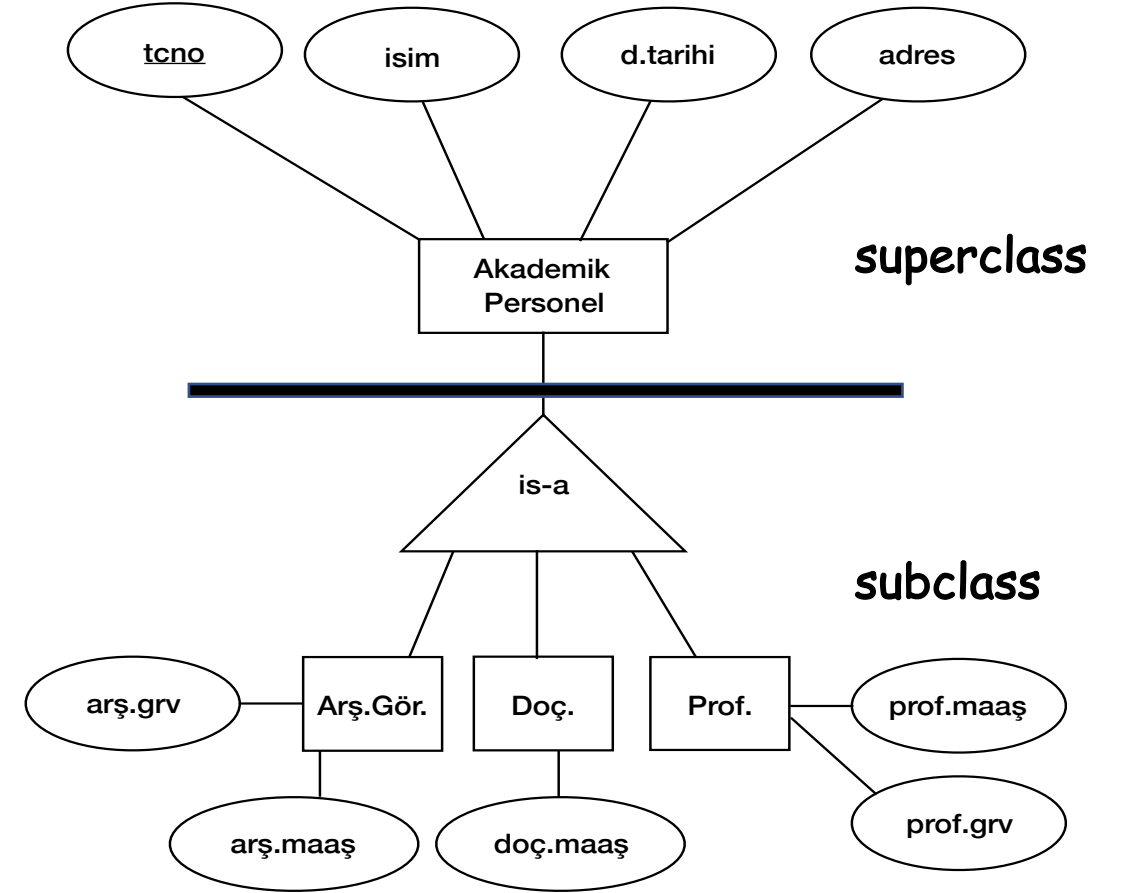 tcno
isim
d.tarihi
adres
superclass
Akademik
Personel
is-a
subclass
arş.grv
Arş.Gör.
Doç.
Prof.
prof.maaş
arş.maaş
doç.maaş
prof.grv